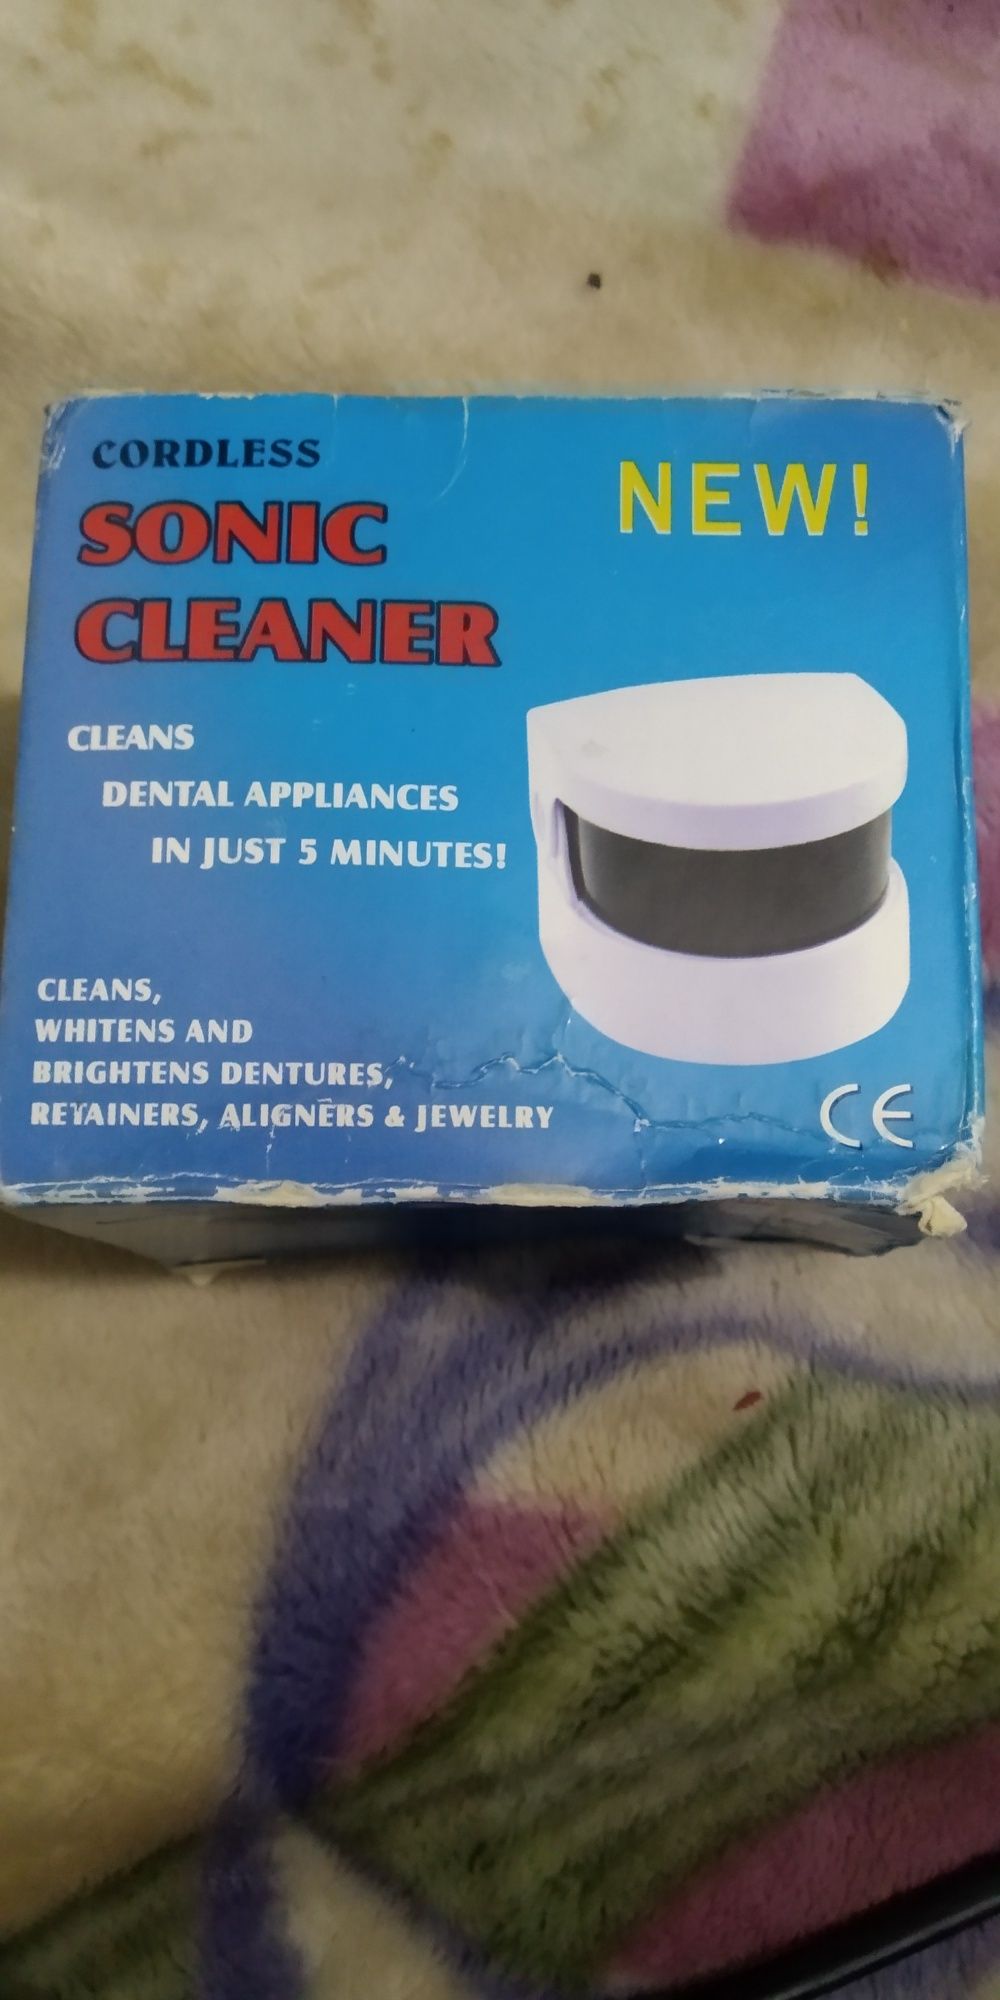 CORDLESS
SONIC
CLEANER
NEW!
CLEANS
DENTAL APPLIANCES
IN JUST 5 MINUTES!
CLEANS,
WHITENS AND
BRIGHTENS DENTURES,
RETAINERS, ALIGNERS & JEWELRY
CE